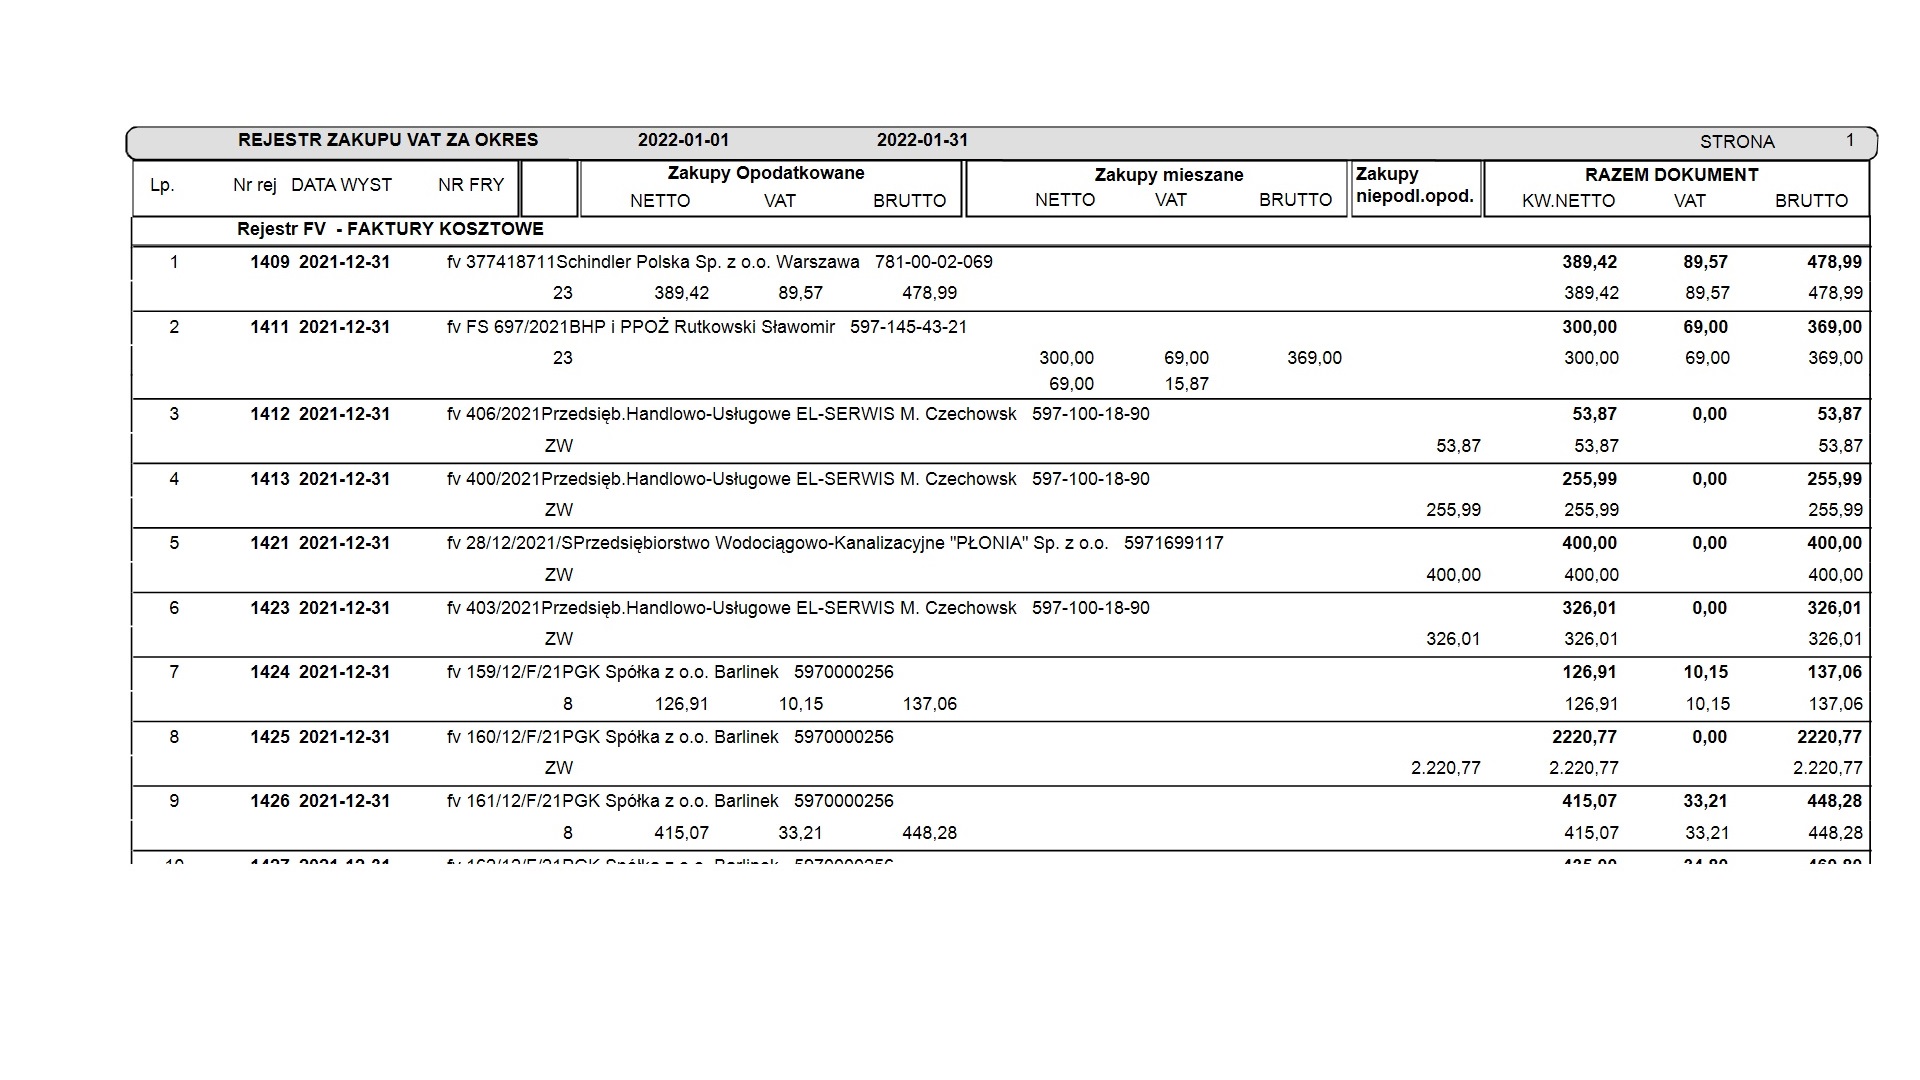 REJESTR ZAKUPU VAT ZA OKRES 2022-01-01 2022-01-31 STRONA 1
Zakupy Opodatkowane Zakupy mieszane Zakupy niepodl.opod. RAZEM DOKUMENT
Lp. Nr rej DATA WYST NR FRY NETTO VAT BRUTTO NETTO VAT BRUTTO KW.NETTO VAT BRUTTO
Rejestr FV - FAKTURY KOSZTOWE
1 1409 2021-12-31 fv 377418711Schindler Polska Sp. z o.o. Warszawa 781-00-02-069 389,42 89,57 478,99
23 389,42 89,57 478,99 389,42 89,57 478,99
2 1411 2021-12-31 fv FS 697/2021BHP i PPOŻ Rutkowski Sławomir 597-145-43-21 300,00 69,00 369,00
23 300,00 69,00 369,00 300,00 69,00 369,00
69,00 15,87
3 1412 2021-12-31 fv 406/2021Przedsięb.Handlowo-Usługowe EL-SERWIS M. Czechowsk 597-100-18-90 53,87 0,00 53,87
ZW 53,87 53,87 53,87
4 1413 2021-12-31 fv 400/2021Przedsięb.Handlowo-Usługowe EL-SERWIS M. Czechowsk 597-100-18-90 255,99 0,00 255,99
ZW 255,99 255,99 255,99
5 1421 2021-12-31 fv 28/12/2021/SPrzedsiębiorstwo Wodociągowo-Kanalizacyjne "PŁONIA" Sp. z o.o. 5971699117 400,00 0,00 400,00
ZW 400,00 400,00 400,00
6 1423 2021-12-31 fv 403/2021Przedsięb.Handlowo-Usługowe EL-SERWIS M. Czechowsk 597-100-18-90 326,01 0,00 326,01
ZW 326,01 326,01 326,01
7 1424 2021-12-31 fv 159/12/F/21PGK Spółka z o.o. Barlinek 5970000256 126,91 10,15 137,06
8 126,91 10,15 137,06 126,91 10,15 137,06
8 1425 2021-12-31 fv 160/12/F/21PGK Spółka z o.o. Barlinek 5970000256 2220,77 0,00 2220,77
ZW 2.220,77 2.220,77 2.220,77
9 1426 2021-12-31 fv 161/12/F/21PGK Spółka z o.o. Barlinek 5970000256 415,07 33,21 448,28
8 415,07 33,21 448,28 415,07 33,21 448,28